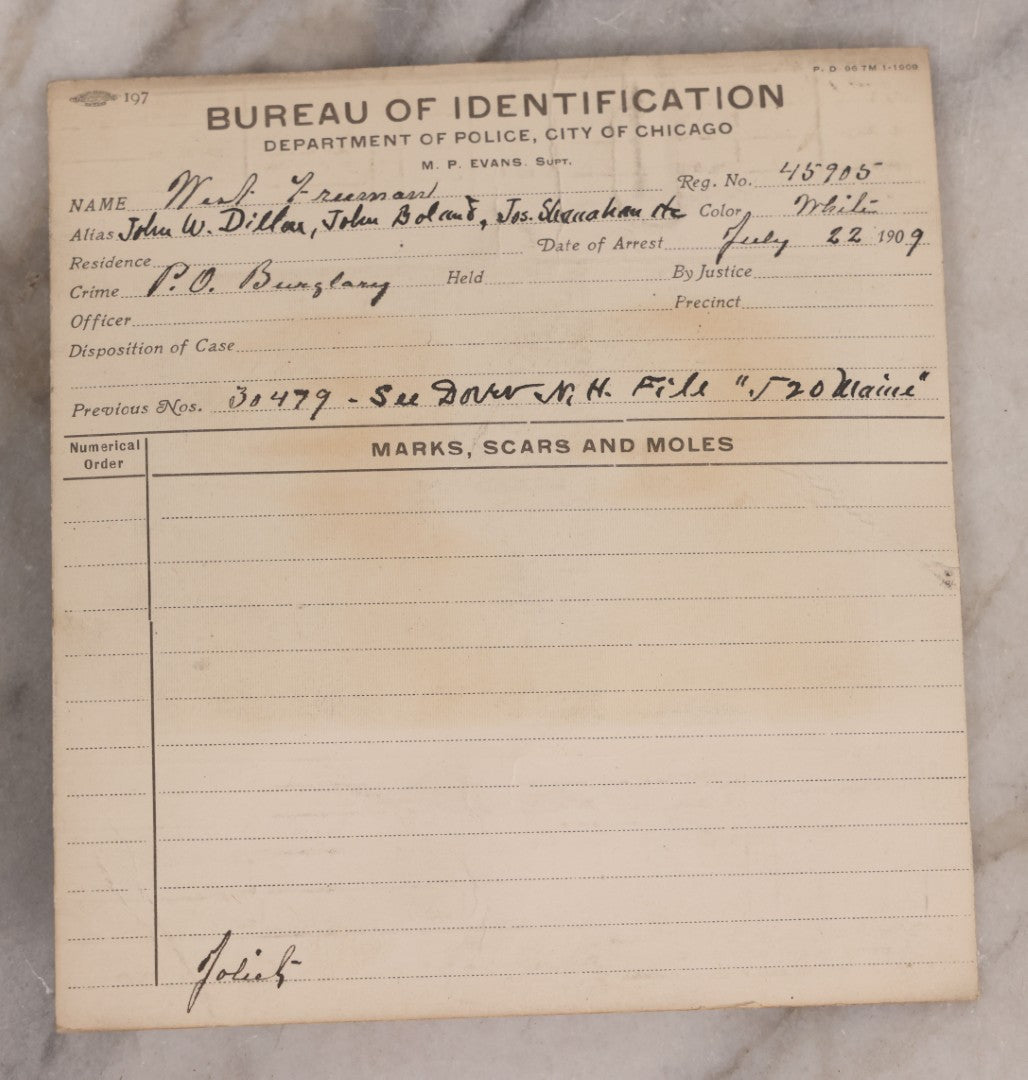 197
P. D. 96 7M 1-1909
BUREAU OF IDENTIFICATION
DEPARTMENT OF POLICE, CITY OF CHICAGO
M. P. EVANS. SUPT.
NAME West Freeman Reg. No. 45905
Alias John W. Dillon, John Boland, Jos. Shanahan etc Color White
Residence Date of Arrest July 22 1909
Crime P.O. Burglary Held By Justice
Officer Precinct
Disposition of Case
Previous Nos. 30479 - See Dover N.H. File "520 Maine"
Numerical Order MARKS, SCARS AND MOLES
Joliet